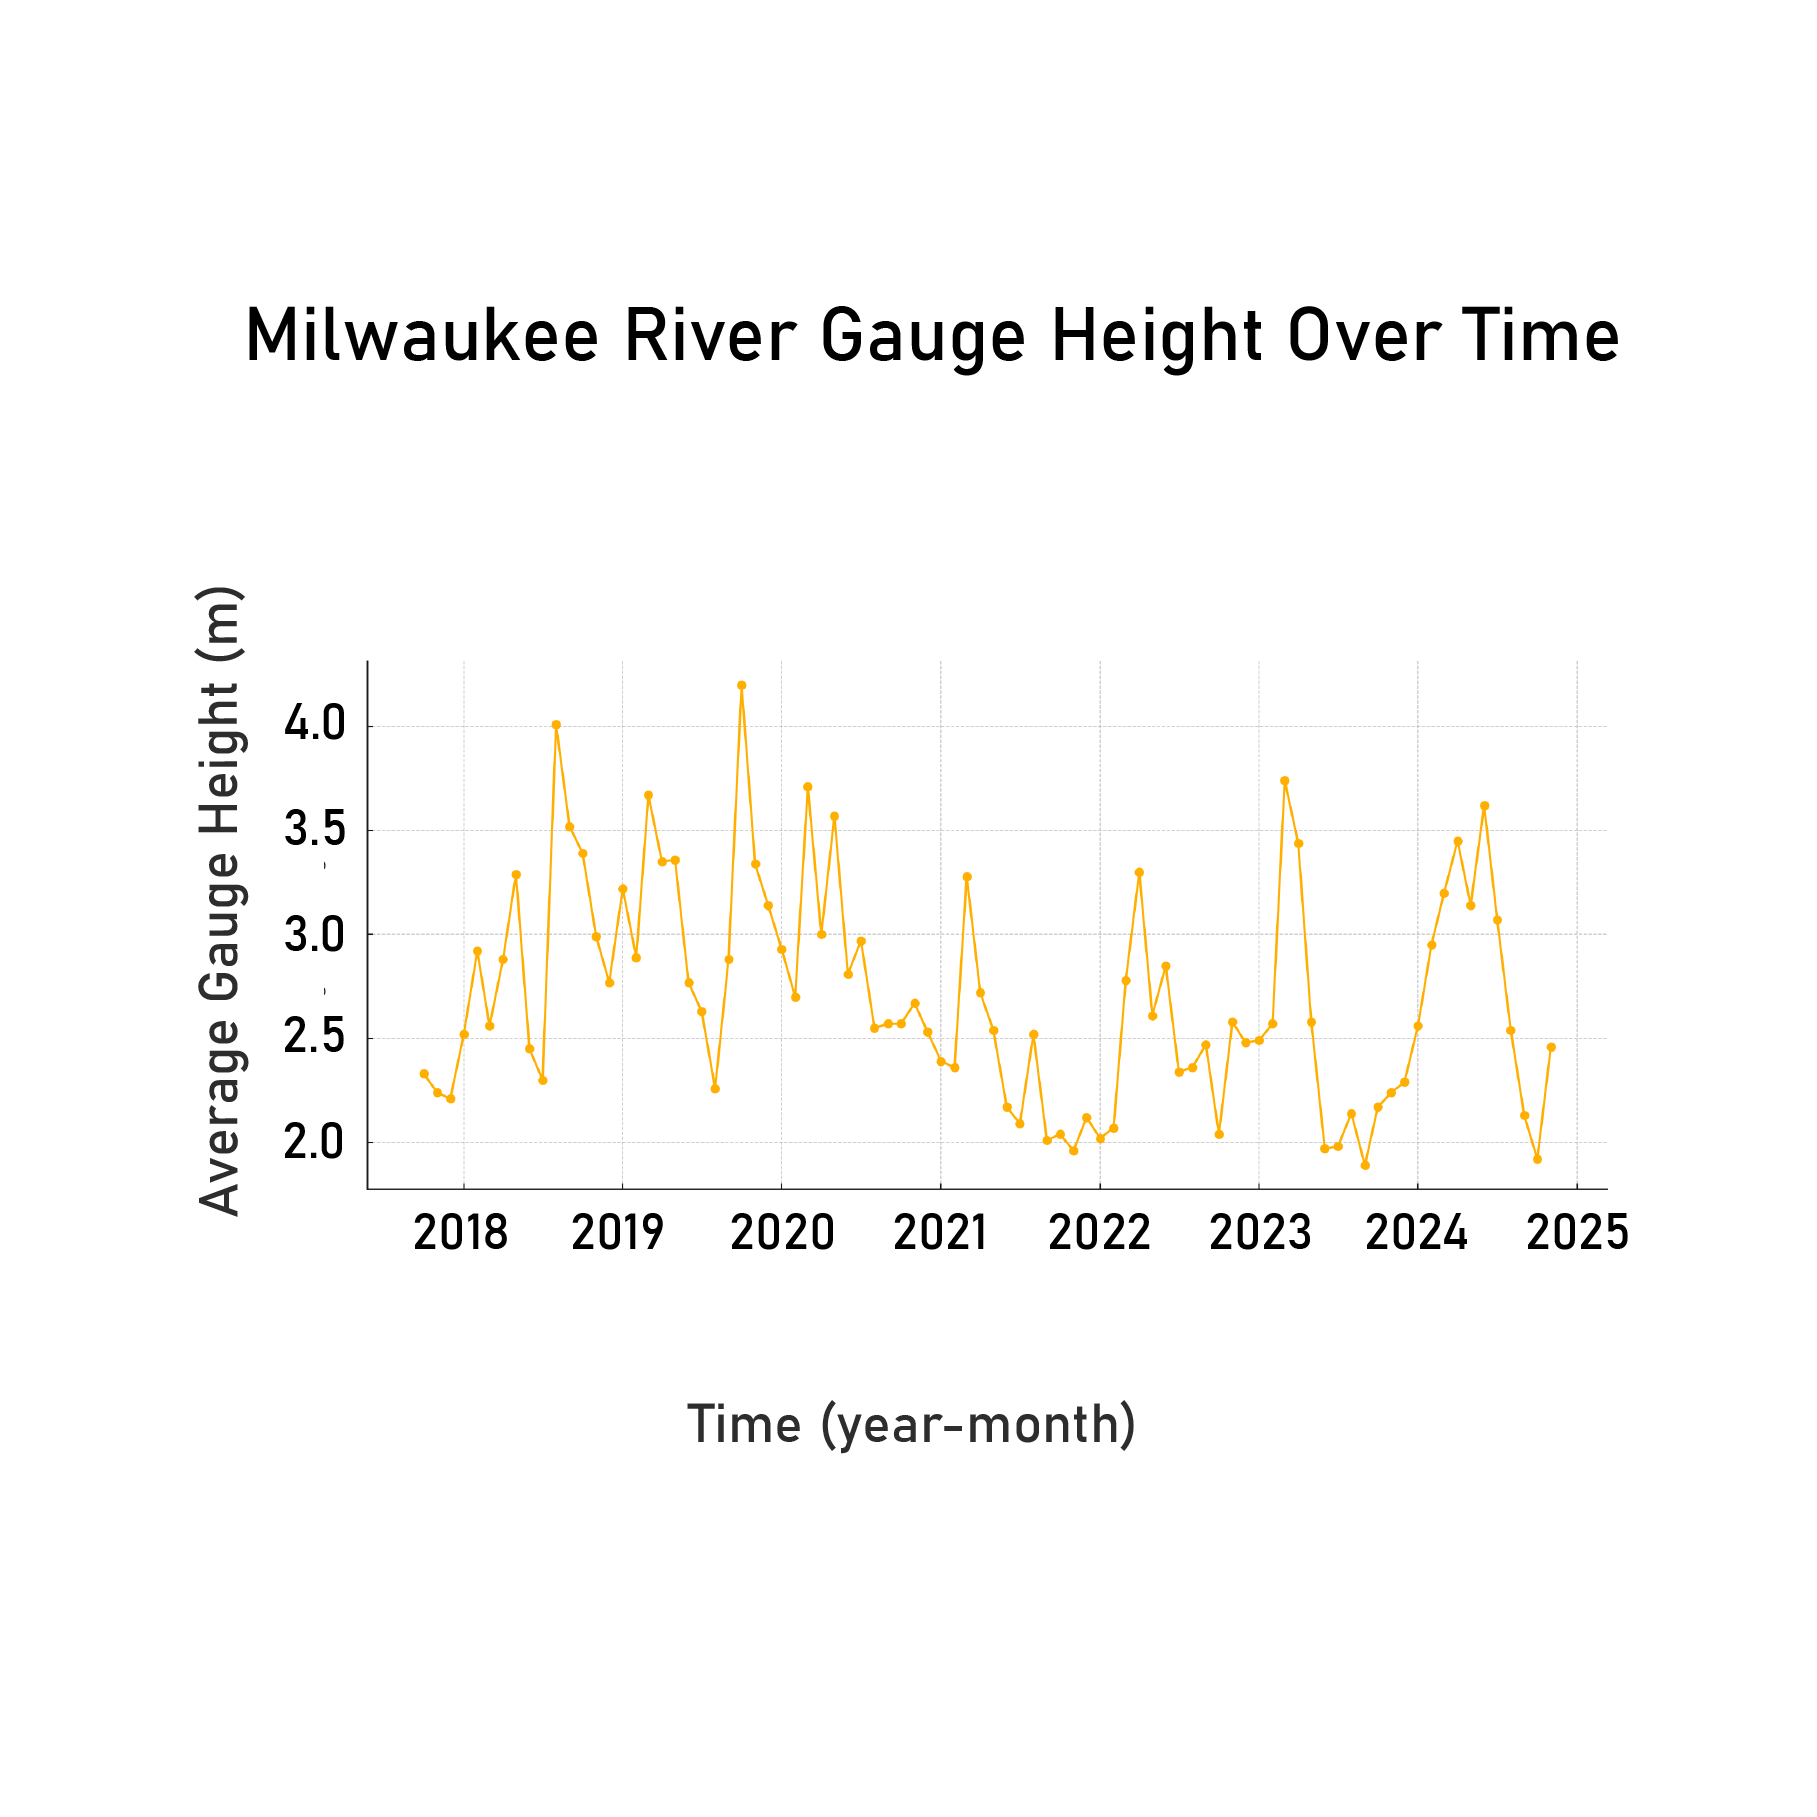 Milwaukee River Gauge Height Over Time
Average Gauge Height (m)
4.0
3.5
3.0
2.5
2.0
2018 2019 2020 2021 2022 2023 2024 2025
Time (year-month)